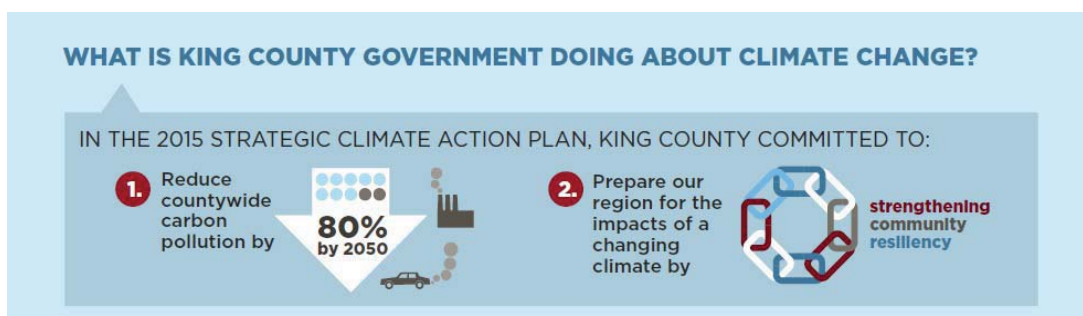 WHAT IS KING COUNTY GOVERNMENT DOING ABOUT CLIMATE CHANGE?
IN THE 2015 STRATEGIC CLIMATE ACTION PLAN, KING COUNTY COMMITTED TO:
1.
Reduce
countywide
carbon
pollution by
80%
by 2050
2.
Prepare our
region for the
impacts of a
changing
climate by
strengthening
community
resiliency